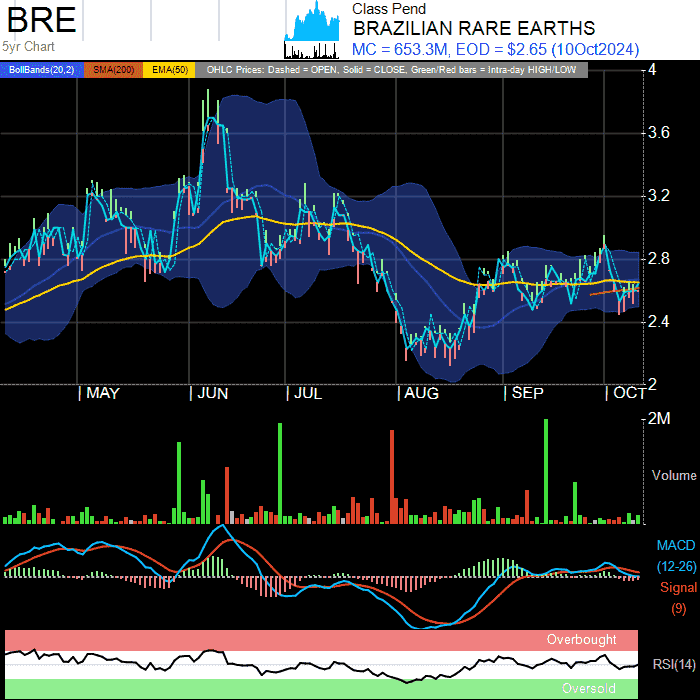 BRE
5yr Chart
Class Pend
BRAZILIAN RARE EARTHS
MC = 653.3M, EOD = $2.65 (10Oct2024)
BollBands(20,2) SMA(200) EMA(50) OHLC Prices: Dashed = OPEN, Solid = CLOSE, Green/Red bars = Intra-day HIGH/LOW
4
3.6
3.2
2.8
2.4
2
| MAY | JUN | JUL | AUG | SEP | OCT
2M
Volume
MACD
(12-26)
Signal
(9)
Overbought
RSI(14)
Oversold